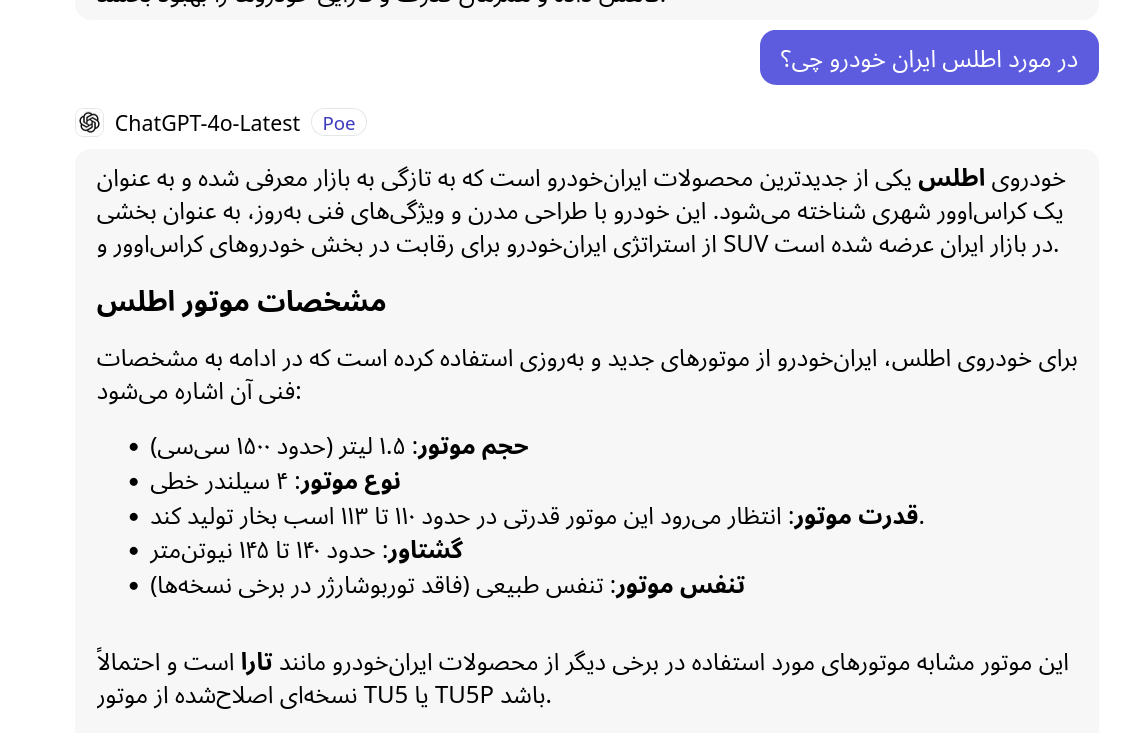 در مورد اطلس ایران خودرو چی؟
ChatGPT-4o-Latest Poe
خودروی اطلس یکی از جدیدترین محصولات ایران‌خودرو است که به تازگی به بازار معرفی شده و به عنوان
یک کراس‌اوور شهری شناخته می‌شود. این خودرو با طراحی مدرن و ویژگی‌های فنی به‌روز، به عنوان بخشی
از استراتژی ایران‌خودرو برای رقابت در بخش خودروهای کراس‌اوور و SUV در بازار ایران عرضه شده است.
مشخصات موتور اطلس
برای خودروی اطلس، ایران‌خودرو از موتورهای جدید و به‌روزی استفاده کرده است که در ادامه به مشخصات
فنی آن اشاره می‌شود:
• حجم موتور: ۱.۵ لیتر (حدود ۱۵۰۰ سی‌سی)
• نوع موتور: ۴ سیلندر خطی
• قدرت موتور: انتظار می‌رود این موتور قدرتی در حدود ۱۱۰ تا ۱۱۳ اسب بخار تولید کند.
• گشتاور: حدود ۱۴۰ تا ۱۴۵ نیوتن‌متر
• تنفس موتور: تنفس طبیعی (فاقد توربوشارژر در برخی نسخه‌ها)
این موتور مشابه موتورهای مورد استفاده در برخی دیگر از محصولات ایران‌خودرو مانند تارا است و احتمالاً
نسخه‌ای اصلاح‌شده از موتور TU5 یا TU5P باشد.